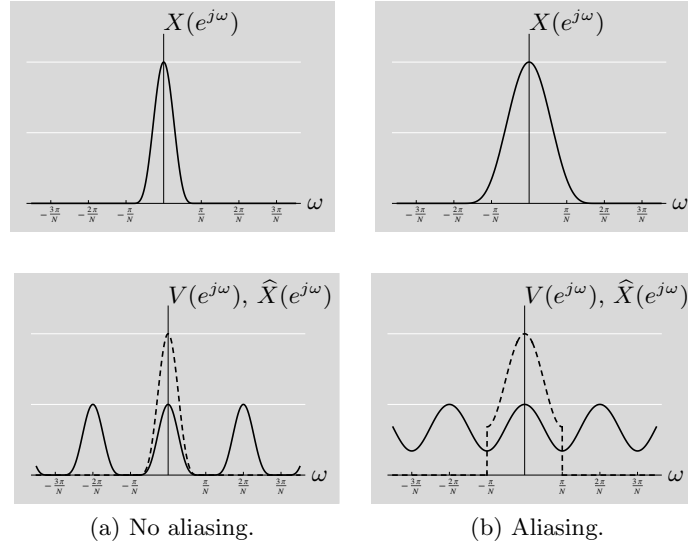 X(e^{jω}) X(e^{jω})
-3π/N -2π/N -π/N π/N 2π/N 3π/N ω -3π/N -2π/N -π/N π/N 2π/N 3π/N ω
V(e^{jω}), X̂(e^{jω}) V(e^{jω}), X̂(e^{jω})
-3π/N -2π/N -π/N π/N 2π/N 3π/N ω -3π/N -2π/N -π/N π/N 2π/N 3π/N ω
(a) No aliasing. (b) Aliasing.